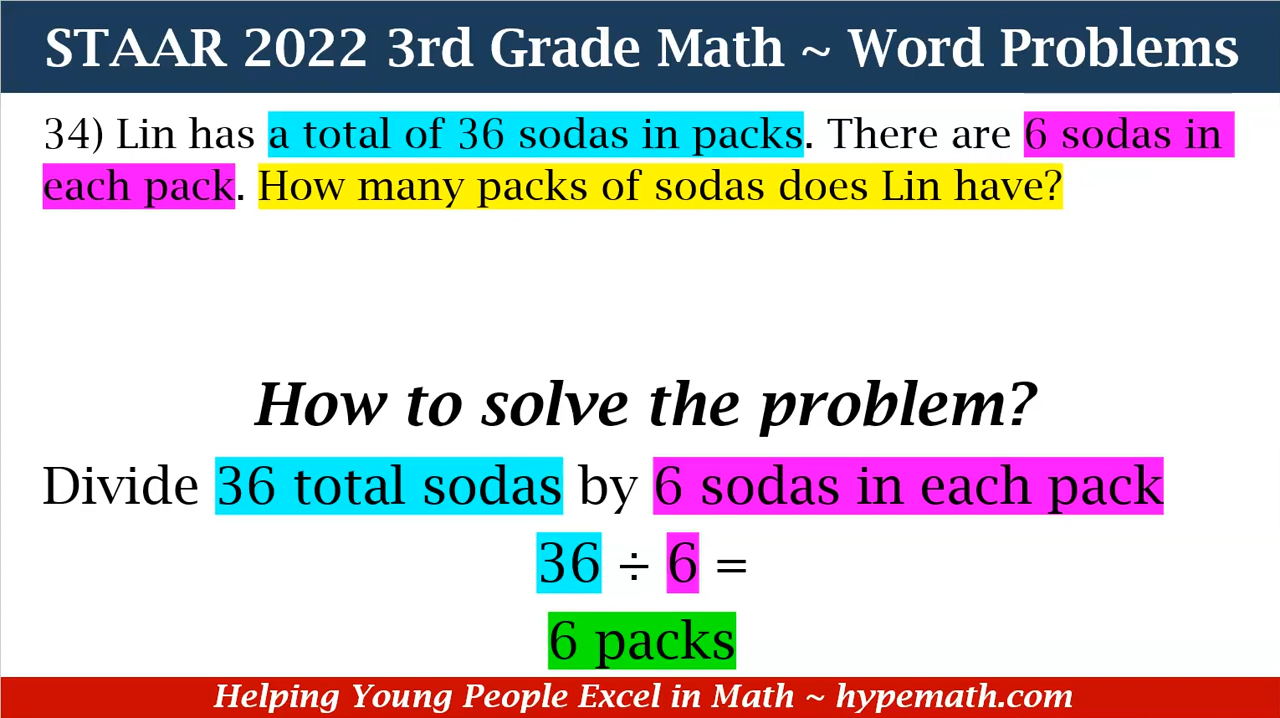 STAAR 2022 3rd Grade Math ~ Word Problems
34) Lin has a total of 36 sodas in packs. There are 6 sodas in
each pack. How many packs of sodas does Lin have?
How to solve the problem?
Divide 36 total sodas by 6 sodas in each pack
36 ÷ 6 =
6 packs
Helping Young People Excel in Math ~ hypemath.com